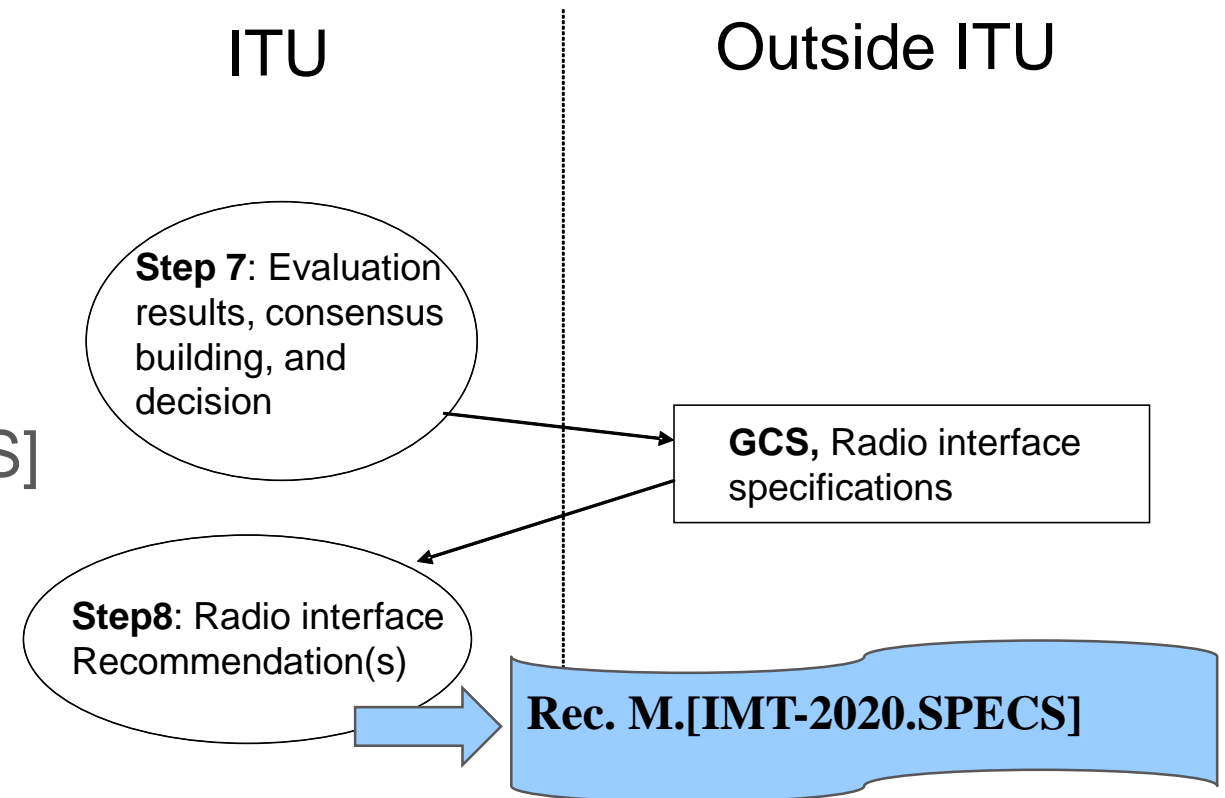 ITU
Outside ITU
Step 7: Evaluation
results, consensus
building, and
decision
S]
GCS, Radio interface
specifications
Step8: Radio interface
Recommendation(s)
Rec. M.[IMT-2020.SPECS]